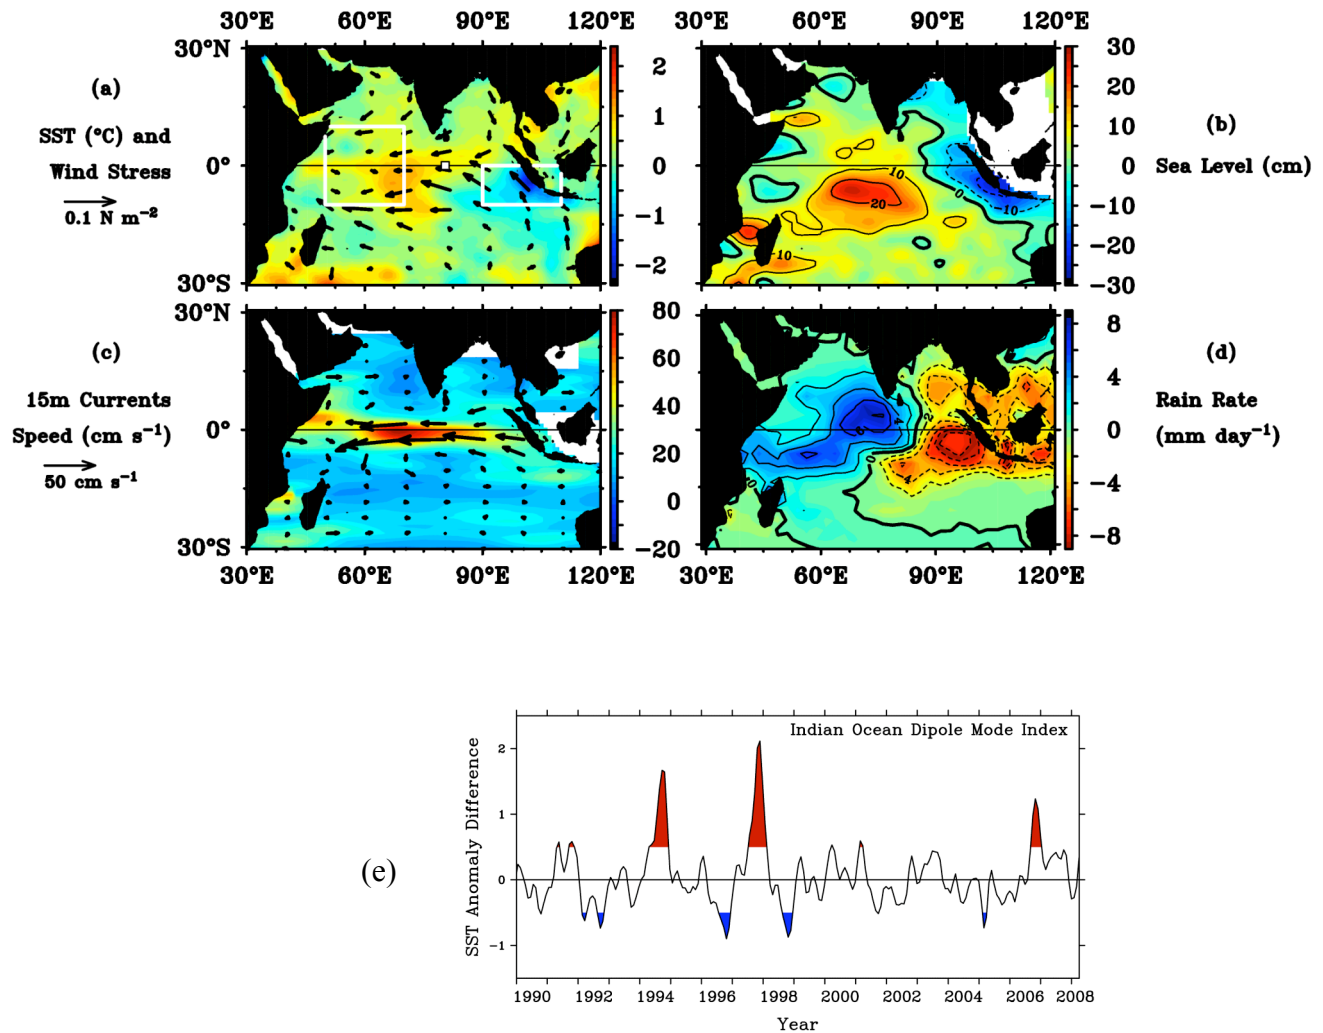 30°E 60°E 90°E 120°E 30°E 60°E 90°E 120°E
30°N
(a)
SST (°C) and
Wind Stress
0.1 N m⁻²
0°
30°S
2
1
0
−1
−2
10
20
0
−10
−10
30
20
10
0
−10
−20
−30
(b)
Sea Level (cm)
30°N
(c)
15m Currents
Speed (cm s⁻¹)
50 cm s⁻¹
0°
30°S
80
60
40
20
0
−20
0
−4
8
4
0
−4
−8
(d)
Rain Rate
(mm day⁻¹)
30°E 60°E 90°E 120°E 30°E 60°E 90°E 120°E
(e)
Indian Ocean Dipole Mode Index
SST Anomaly Difference
2
1
0
−1
1990 1992 1994 1996 1998 2000 2002 2004 2006 2008
Year